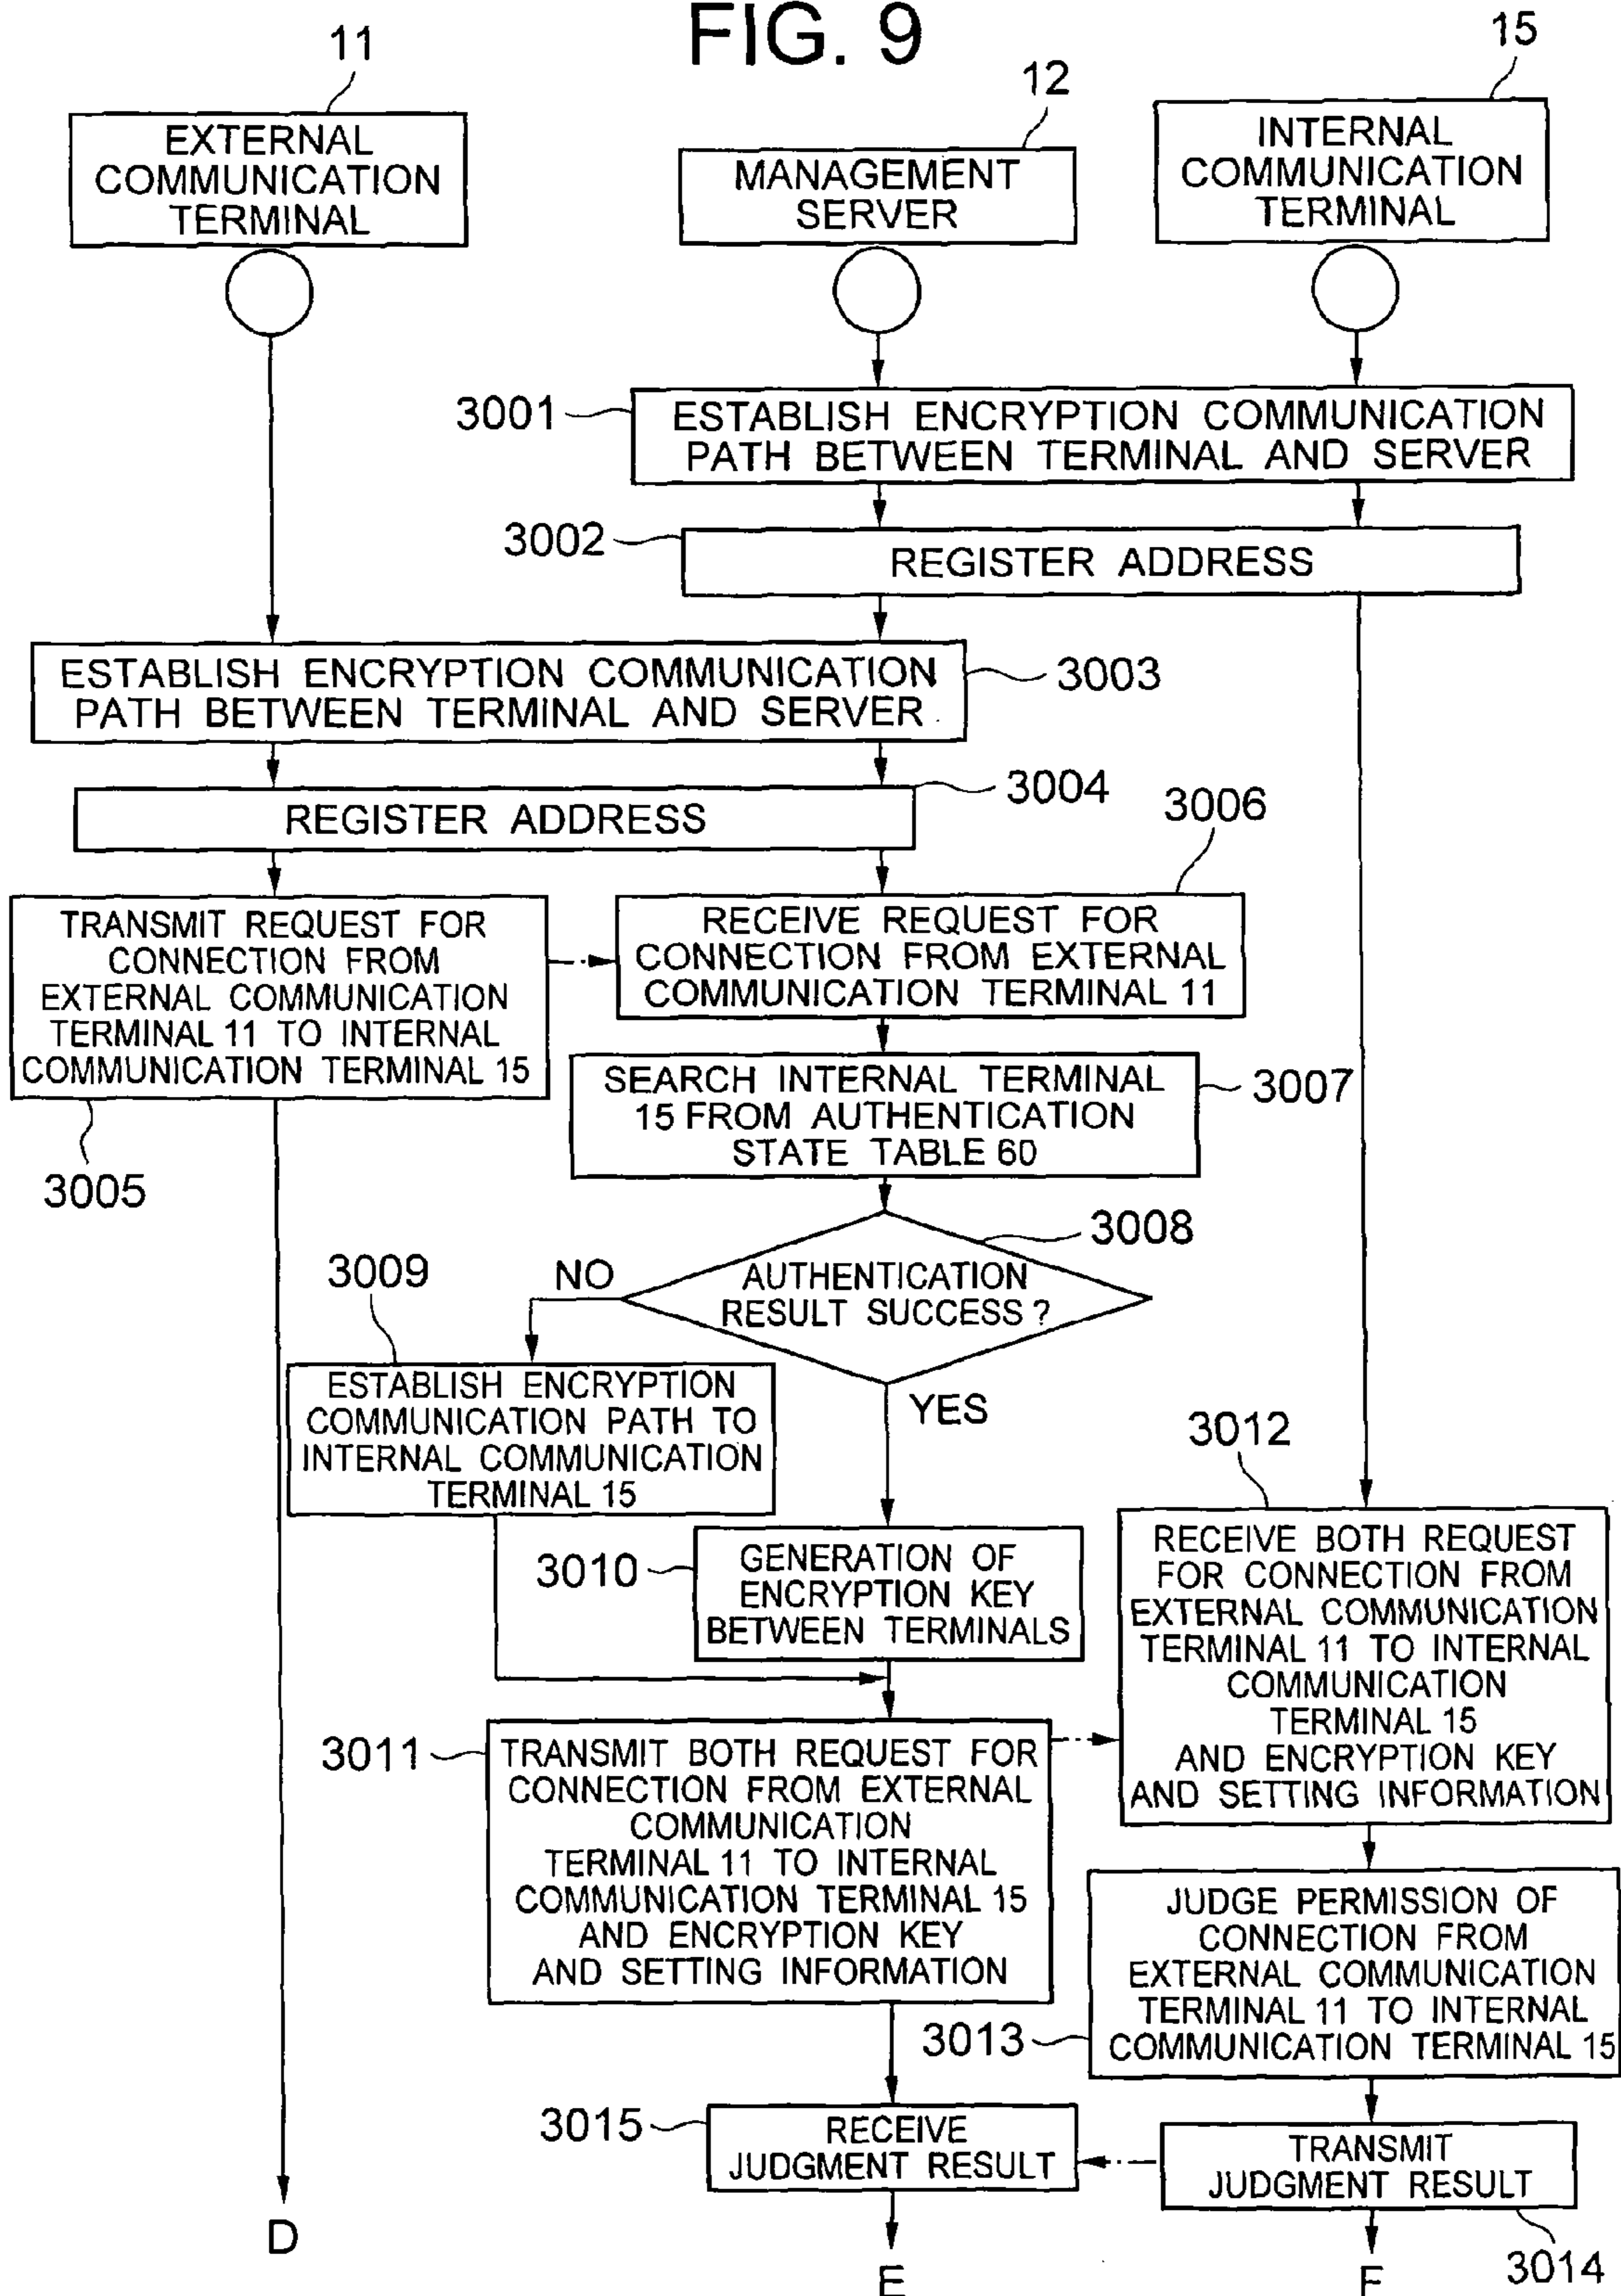 FIG. 9
11
EXTERNAL
COMMUNICATION
TERMINAL
12
MANAGEMENT
SERVER
15
INTERNAL
COMMUNICATION
TERMINAL
3001
ESTABLISH ENCRYPTION COMMUNICATION
PATH BETWEEN TERMINAL AND SERVER
3002
REGISTER ADDRESS
ESTABLISH ENCRYPTION COMMUNICATION
PATH BETWEEN TERMINAL AND SERVER
3003
REGISTER ADDRESS
3004
TRANSMIT REQUEST FOR
CONNECTION FROM
EXTERNAL COMMUNICATION
TERMINAL 11 TO INTERNAL
COMMUNICATION TERMINAL 15
3005
3006
RECEIVE REQUEST FOR
CONNECTION FROM EXTERNAL
COMMUNICATION TERMINAL 11
SEARCH INTERNAL TERMINAL
15 FROM AUTHENTICATION
STATE TABLE 60
3007
3008
AUTHENTICATION
RESULT SUCCESS ?
NO
YES
3009
ESTABLISH ENCRYPTION
COMMUNICATION PATH TO
INTERNAL COMMUNICATION
TERMINAL 15
3010
GENERATION OF
ENCRYPTION KEY
BETWEEN TERMINALS
3011
TRANSMIT BOTH REQUEST FOR
CONNECTION FROM EXTERNAL
COMMUNICATION
TERMINAL 11 TO INTERNAL
COMMUNICATION TERMINAL 15
AND ENCRYPTION KEY
AND SETTING INFORMATION
3012
RECEIVE BOTH REQUEST
FOR CONNECTION FROM
EXTERNAL COMMUNICATION
TERMINAL 11 TO INTERNAL
COMMUNICATION
TERMINAL 15
AND ENCRYPTION KEY
AND SETTING INFORMATION
3013
JUDGE PERMISSION OF
CONNECTION FROM
EXTERNAL COMMUNICATION
TERMINAL 11 TO INTERNAL
COMMUNICATION TERMINAL 15
3015
RECEIVE
JUDGMENT RESULT
TRANSMIT
JUDGMENT RESULT
3014
D
E
F